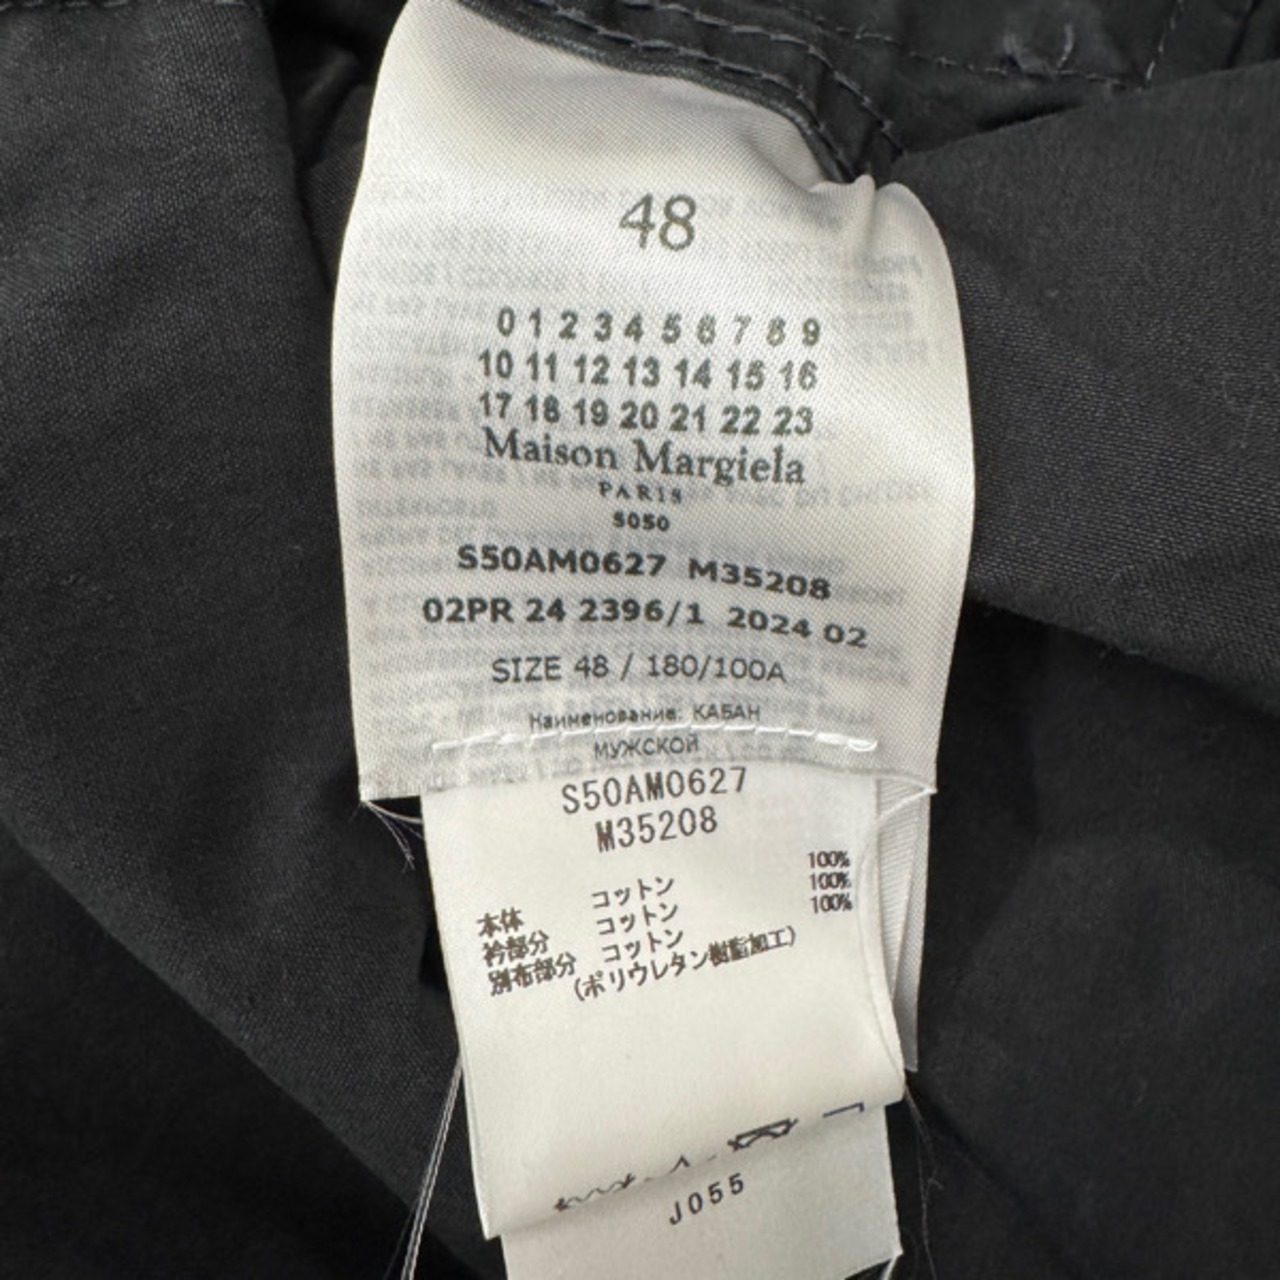 48
0 1 2 3 4 5 6 7 8 9
10 11 12 13 14 15 16
17 18 19 20 21 22 23
Maison Margiela
PARIS
5050
S50AM0627 M35208
02PR 24 2396/1 2024 02
SIZE 48 / 180/100A
Наименование: КАБАН
МУЖСКОЙ
S50AM0627
M35208
本体 コットン 100%
衿部分 コットン 100%
別布部分 コットン 100%
(ポリウレタン樹脂加工)
J055